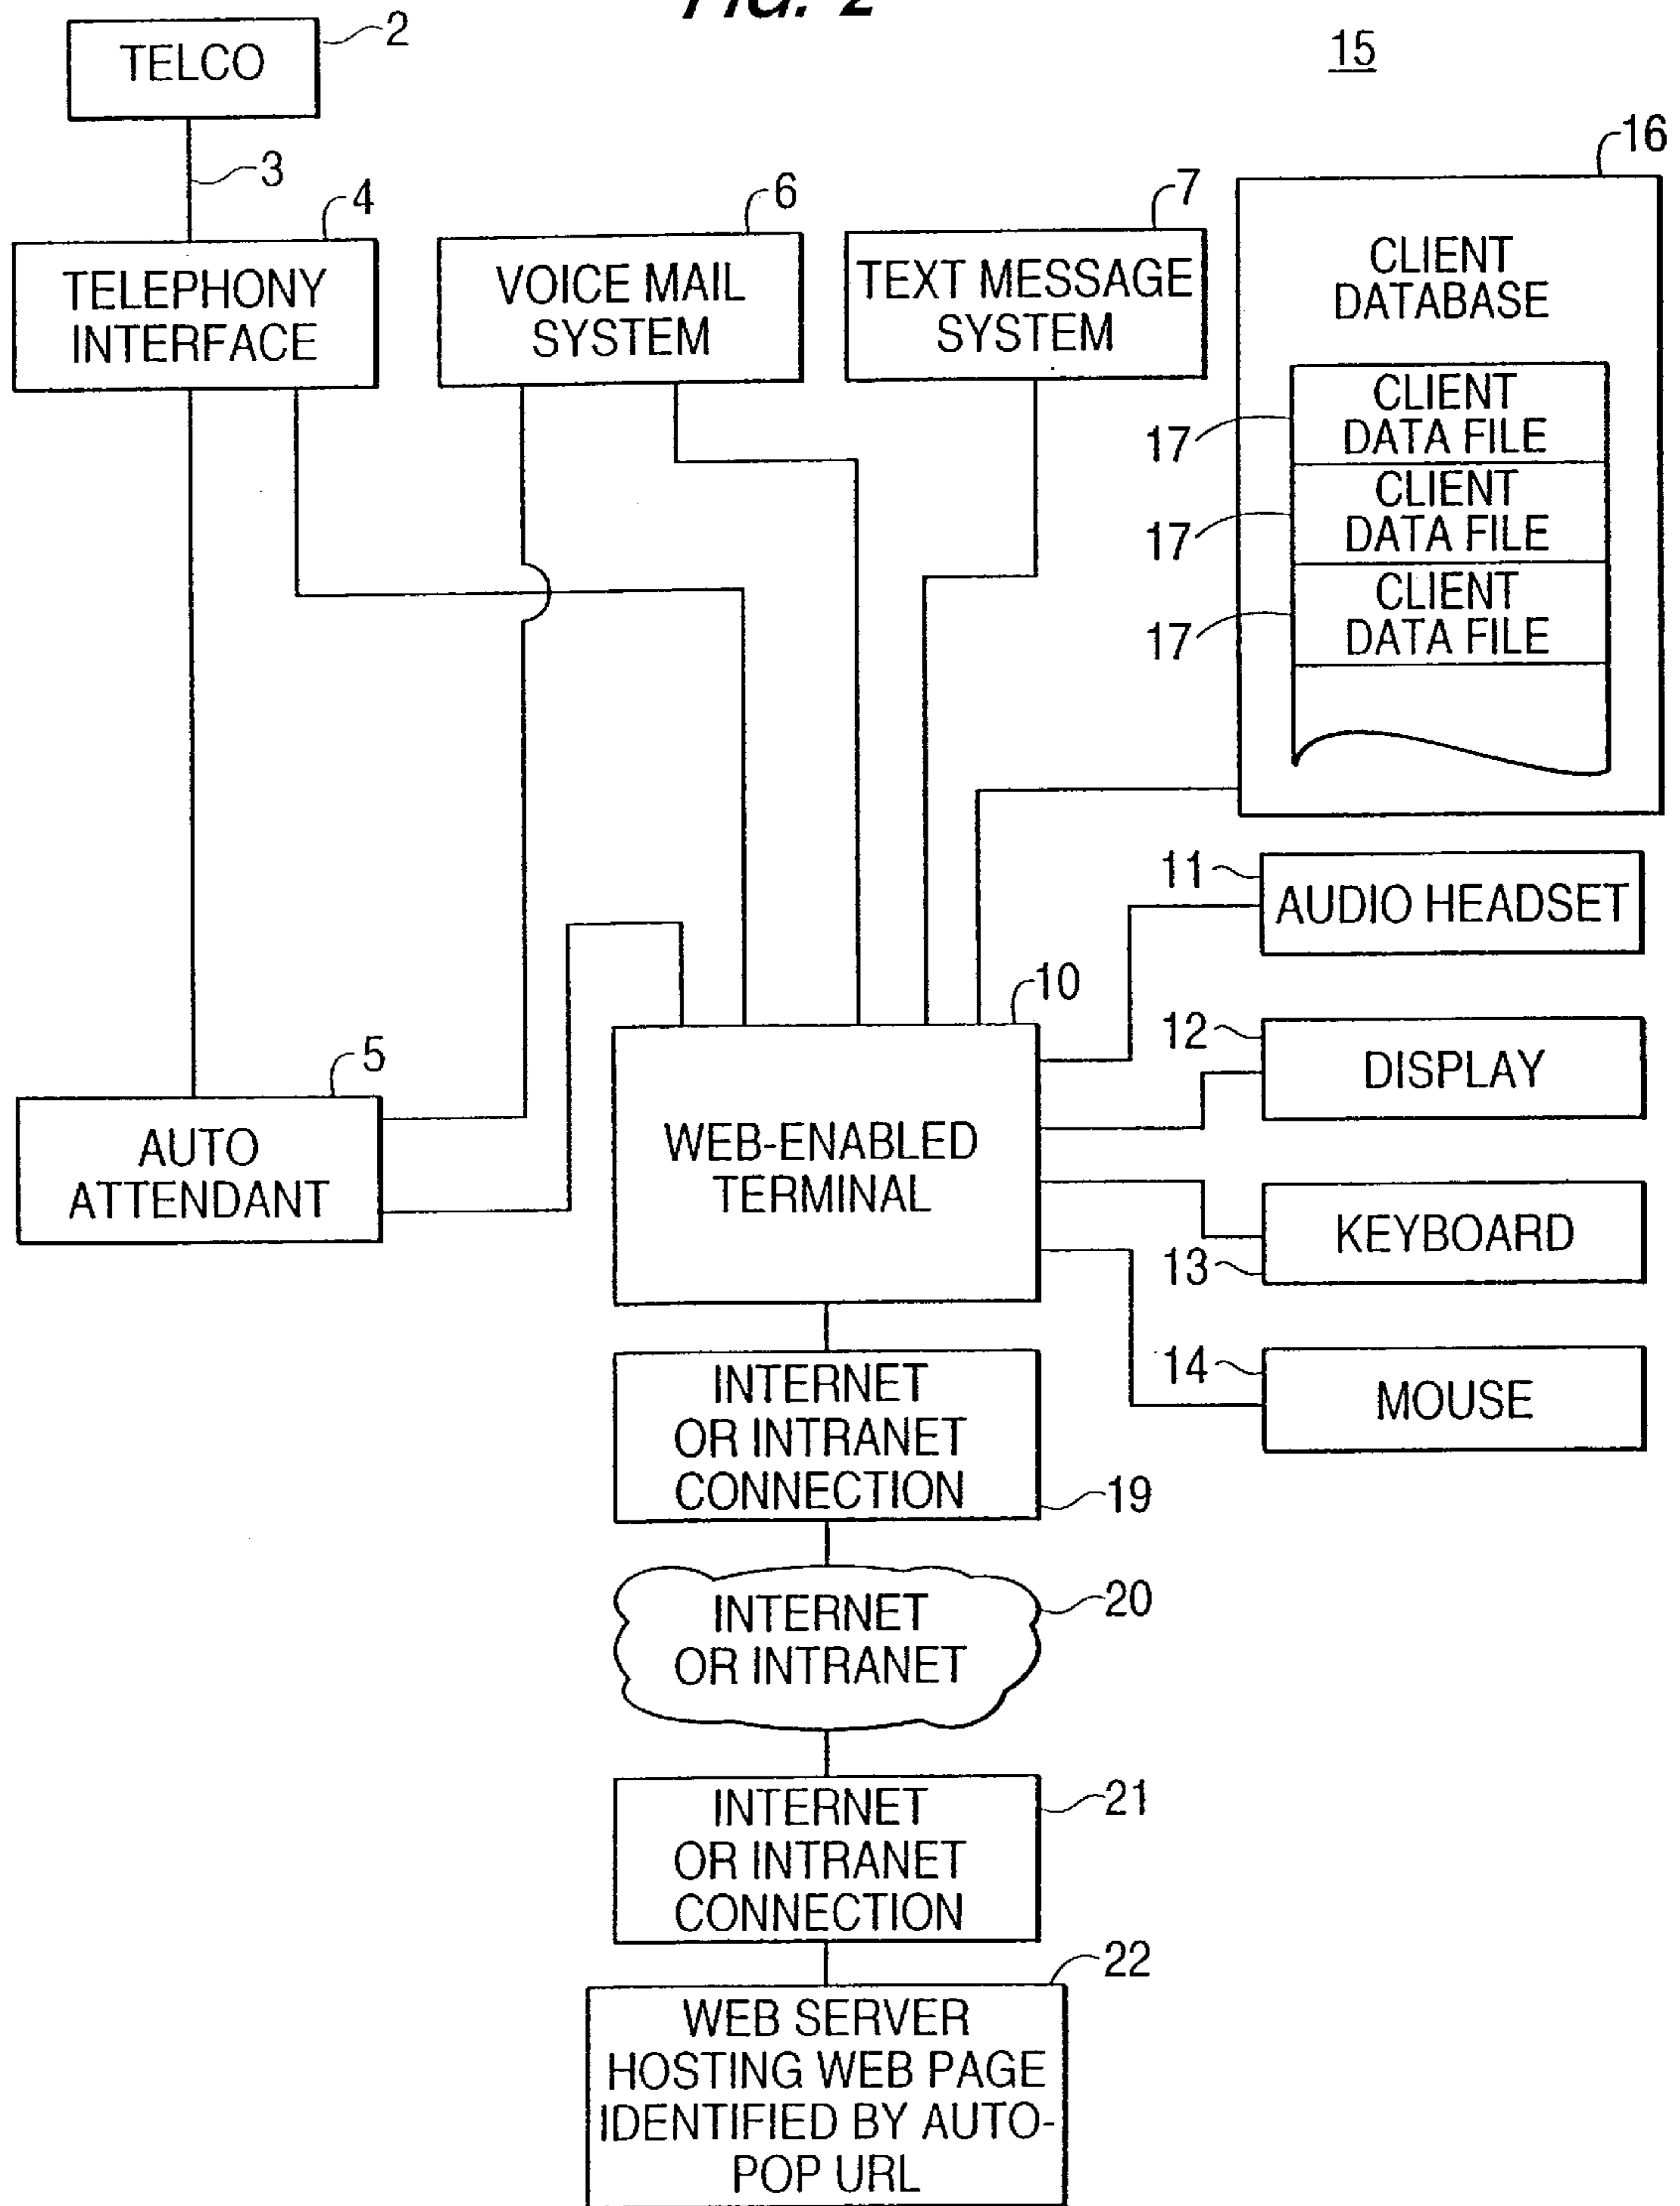 FIG. 2
TELCO
2
15
3
16
4
6
7
TELEPHONY
INTERFACE
VOICE MAIL
SYSTEM
TEXT MESSAGE
SYSTEM
CLIENT
DATABASE
CLIENT
DATA FILE
17
CLIENT
DATA FILE
17
CLIENT
DATA FILE
17
11
AUDIO HEADSET
10
12
DISPLAY
5
AUTO
ATTENDANT
WEB-ENABLED
TERMINAL
KEYBOARD
13
14
MOUSE
INTERNET
OR INTRANET
CONNECTION
19
INTERNET
OR INTRANET
20
INTERNET
OR INTRANET
CONNECTION
21
22
WEB SERVER
HOSTING WEB PAGE
IDENTIFIED BY AUTO-
POP URL